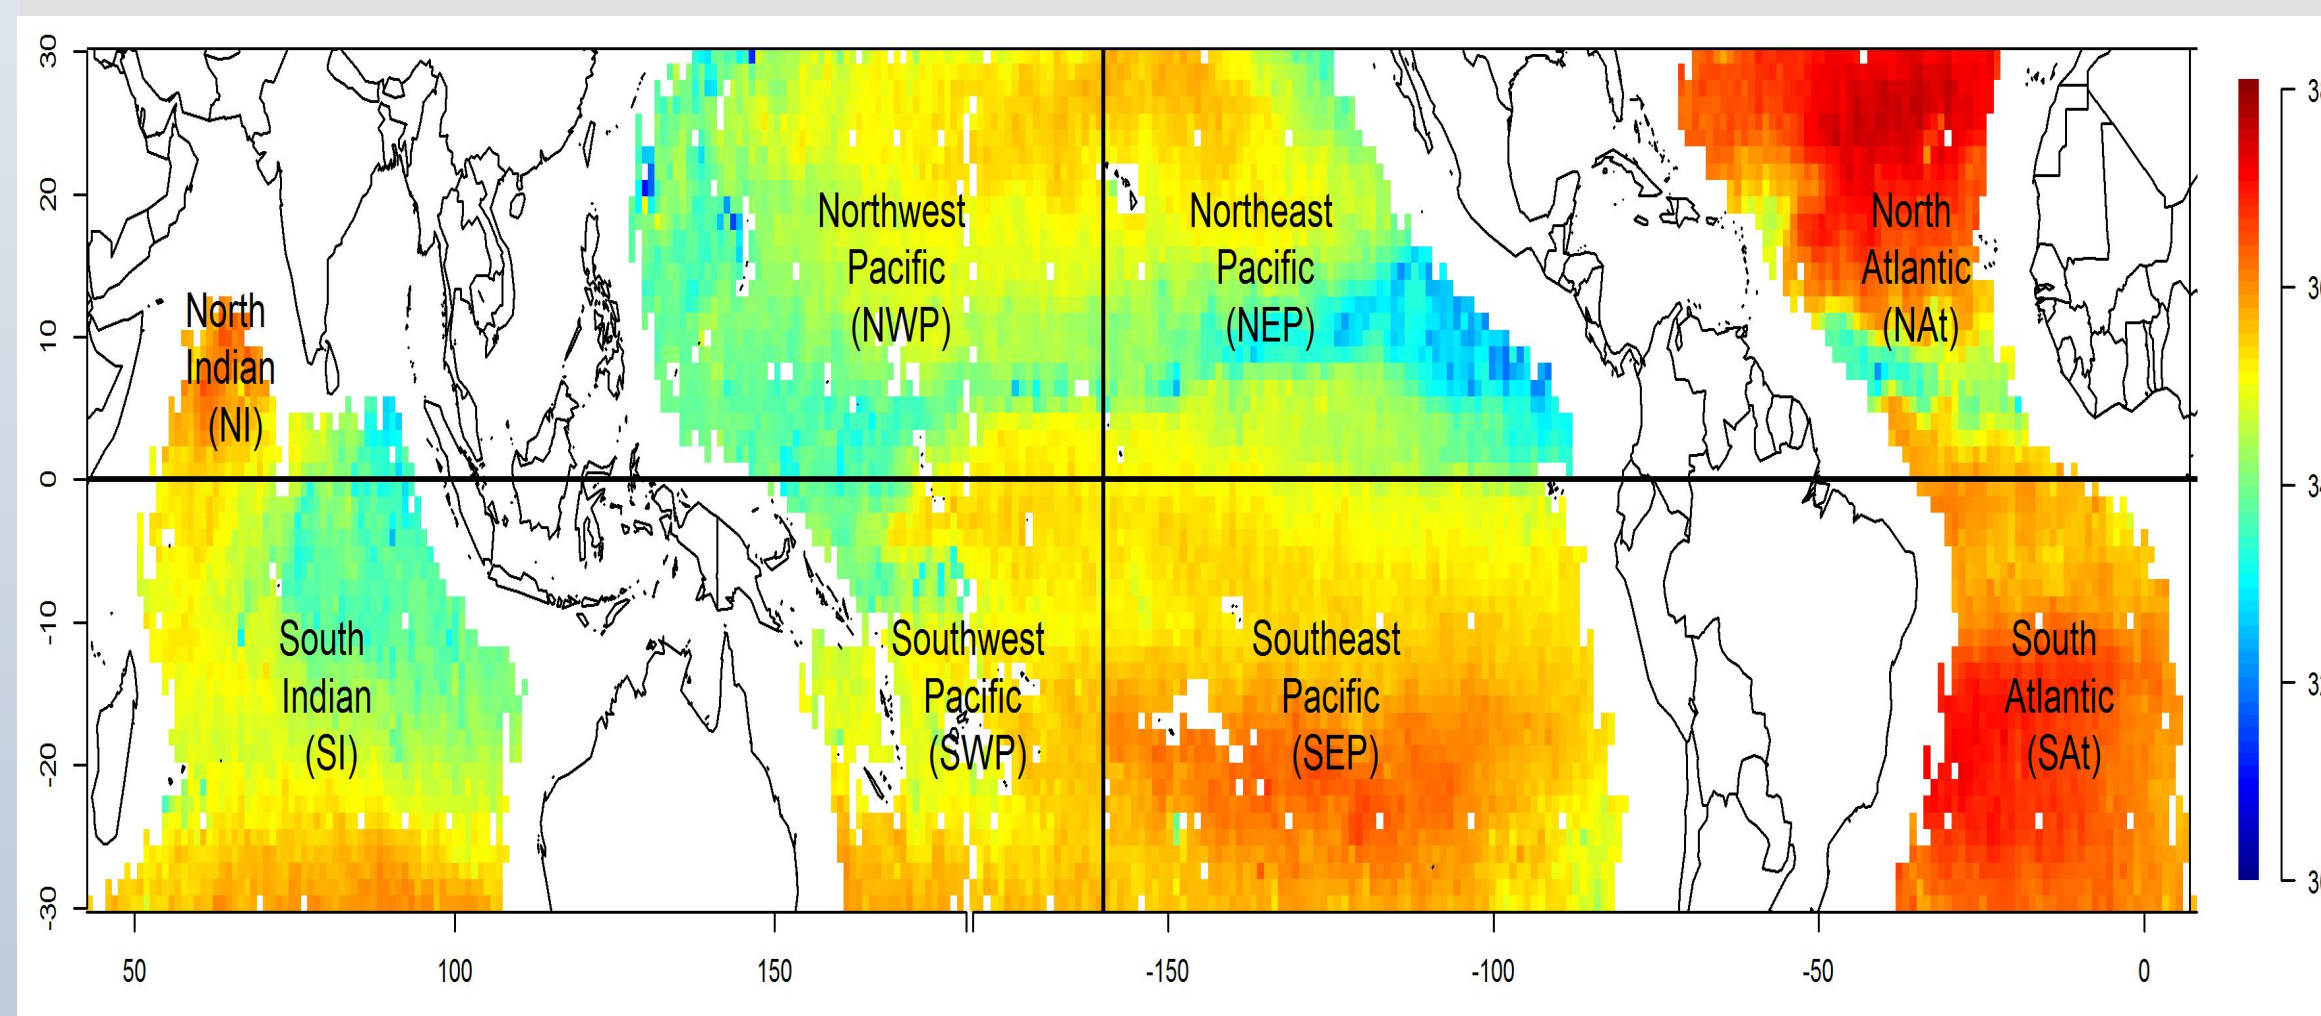 30
20
10
0
-10
-20
-30
North
Indian
(NI)
South
Indian
(SI)
Northwest
Pacific
(NWP)
Northeast
Pacific
(NEP)
North
Atlantic
(NAt)
Southwest
Pacific
(SWP)
Southeast
Pacific
(SEP)
South
Atlantic
(SAt)
50 100 150 -150 -100 -50 0